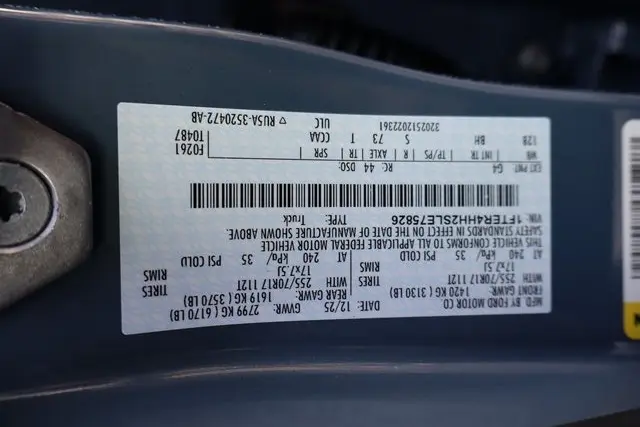 MFD BY FORD MOTOR CO
DATE: 12/25 GVWR: 2799 KG ( 6170 LB)
FRONT GAWR: REAR GAWR:
1420 KG ( 3130 LB) 1619 KG ( 3570 LB)
WITH TIRES WITH TIRES
255/70R17 112T 255/70R17 112T
17x7.5J RIMS 17x7.5J RIMS
AT 240 kPa/ 35 PSI COLD AT 240 kPa/ 35 PSI COLD
THIS VEHICLE CONFORMS TO ALL APPLICABLE FEDERAL MOTOR VEHICLE
SAFETY STANDARDS IN EFFECT ON THE DATE OF MANUFACTURE SHOWN ABOVE.
VIN: 1FTER4HH2SLE75826 TYPE: Truck
F0261
T0487
EXT PNT: G4 RC: 44 DSO:
WB INT TR TP/PS R AXLE TR SPR
128 BH S 73 T CCAA
3202512022361 ULC
▽ RU5A-3520472-AB